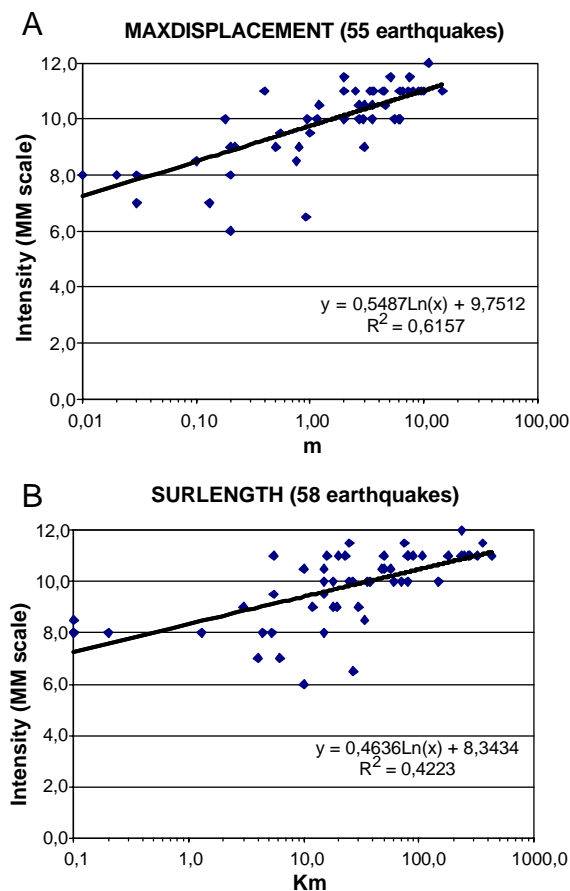 A
MAXDISPLACEMENT (55 earthquakes)
Intensity (MM scale)
12,0
10,0
8,0
6,0
4,0
2,0
0,0
y = 0,5487Ln(x) + 9,7512
R² = 0,6157
0,01 0,10 1,00 10,00 100,00
m
B
SURLENGTH (58 earthquakes)
Intensity (MM scale)
12,0
10,0
8,0
6,0
4,0
2,0
0,0
y = 0,4636Ln(x) + 8,3434
R² = 0,4223
0,1 1,0 10,0 100,0 1000,0
Km